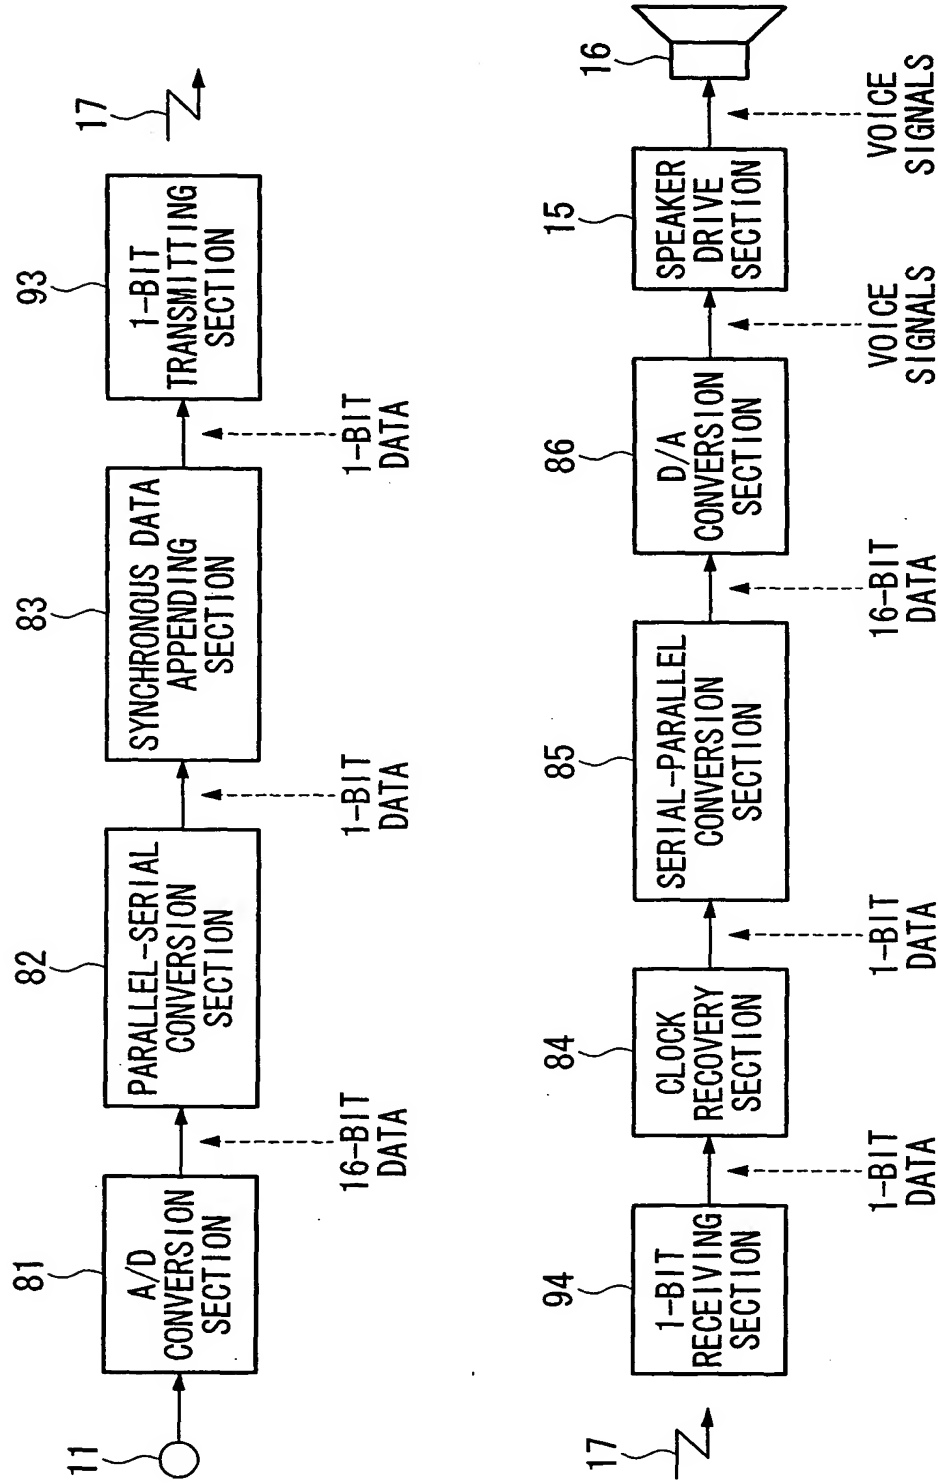 11
81
A/D
CONVERSION
SECTION
16-BIT
DATA
82
PARALLEL-SERIAL
CONVERSION
SECTION
1-BIT
DATA
83
SYNCHRONOUS DATA
APPENDING
SECTION
1-BIT
DATA
93
1-BIT
TRANSMITTING
SECTION
17
17
94
1-BIT
RECEIVING
SECTION
1-BIT
DATA
84
CLOCK
RECOVERY
SECTION
1-BIT
DATA
85
SERIAL-PARALLEL
CONVERSION
SECTION
16-BIT
DATA
86
D/A
CONVERSION
SECTION
VOICE
SIGNALS
15
SPEAKER
DRIVE
SECTION
VOICE
SIGNALS
16